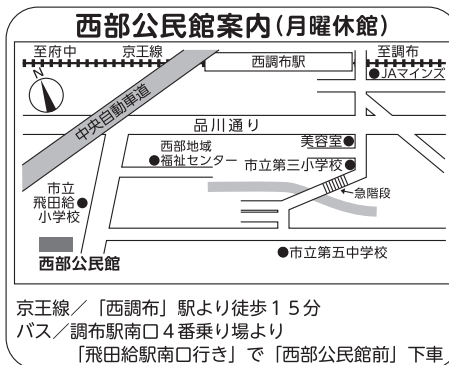 西部公民館案内(月曜休館)
至府中
京王線
西調布駅
至調布
JAマインズ
N
中央自動車道
品川通り
美容室
西部地域
福祉センター
市立第三小学校
急階段
市立
飛田給
小学校
西部公民館
市立第五中学校
京王線／「西調布」駅より徒歩15分
バス／調布駅南口4番乗り場より
「飛田給駅南口行き」で「西部公民館前」下車